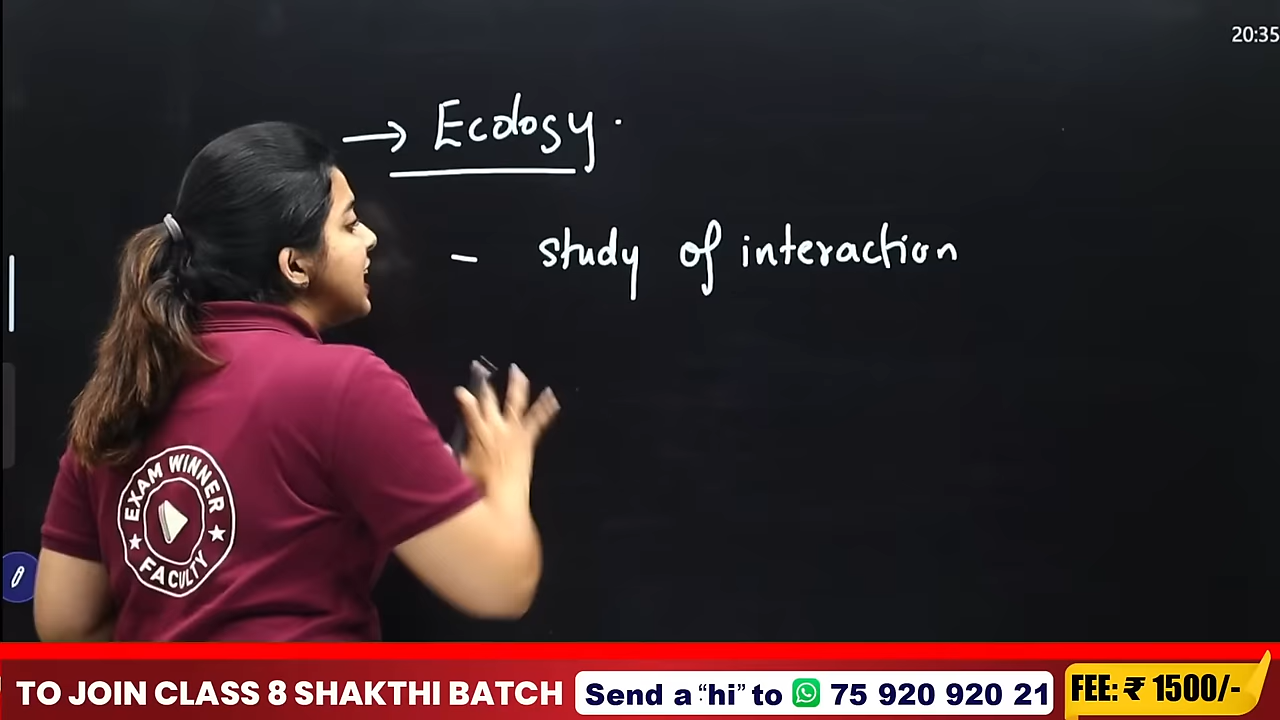 20:35
→ Ecology.
- study of interaction
EXAM WINNER
FACULTY
TO JOIN CLASS 8 SHAKTHI BATCH
Send a “hi” to 75 920 920 21
FEE: ₹ 1500/-